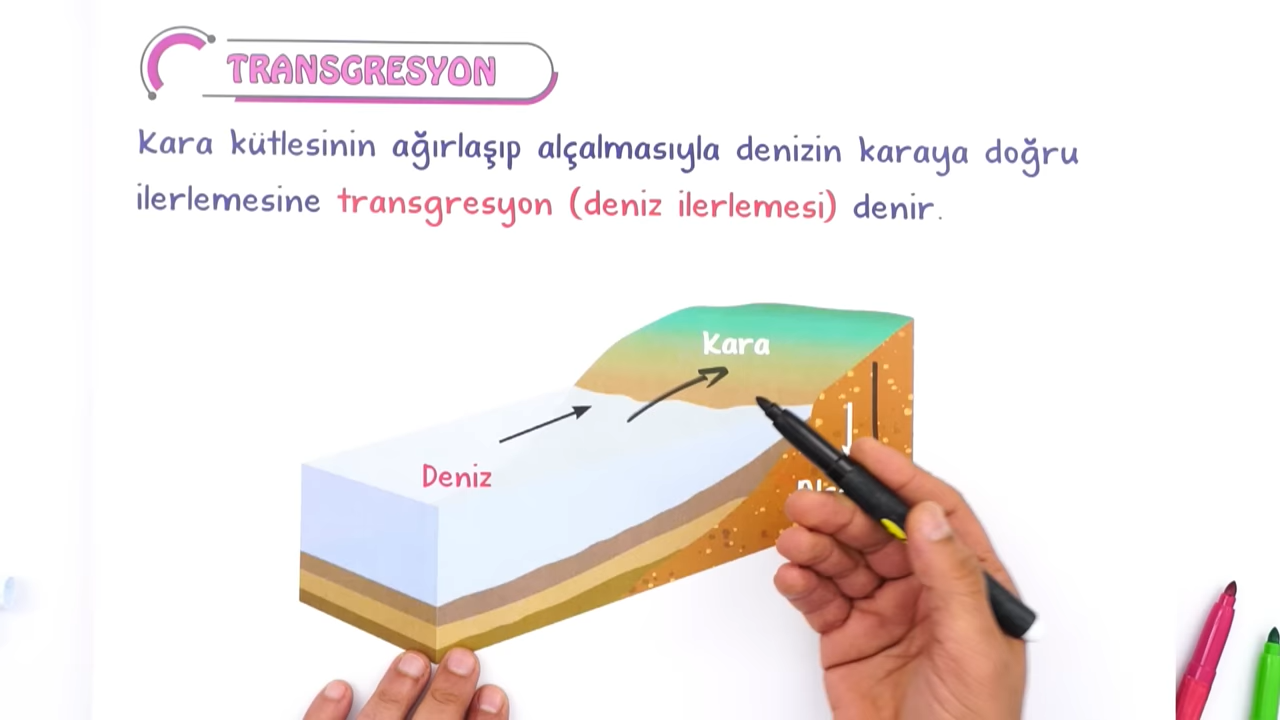 TRANSGRESYON
Kara kütlesinin ağırlaşıp alçalmasıyla denizin karaya doğru
ilerlemesine transgresyon (deniz ilerlemesi) denir.
Kara
Deniz